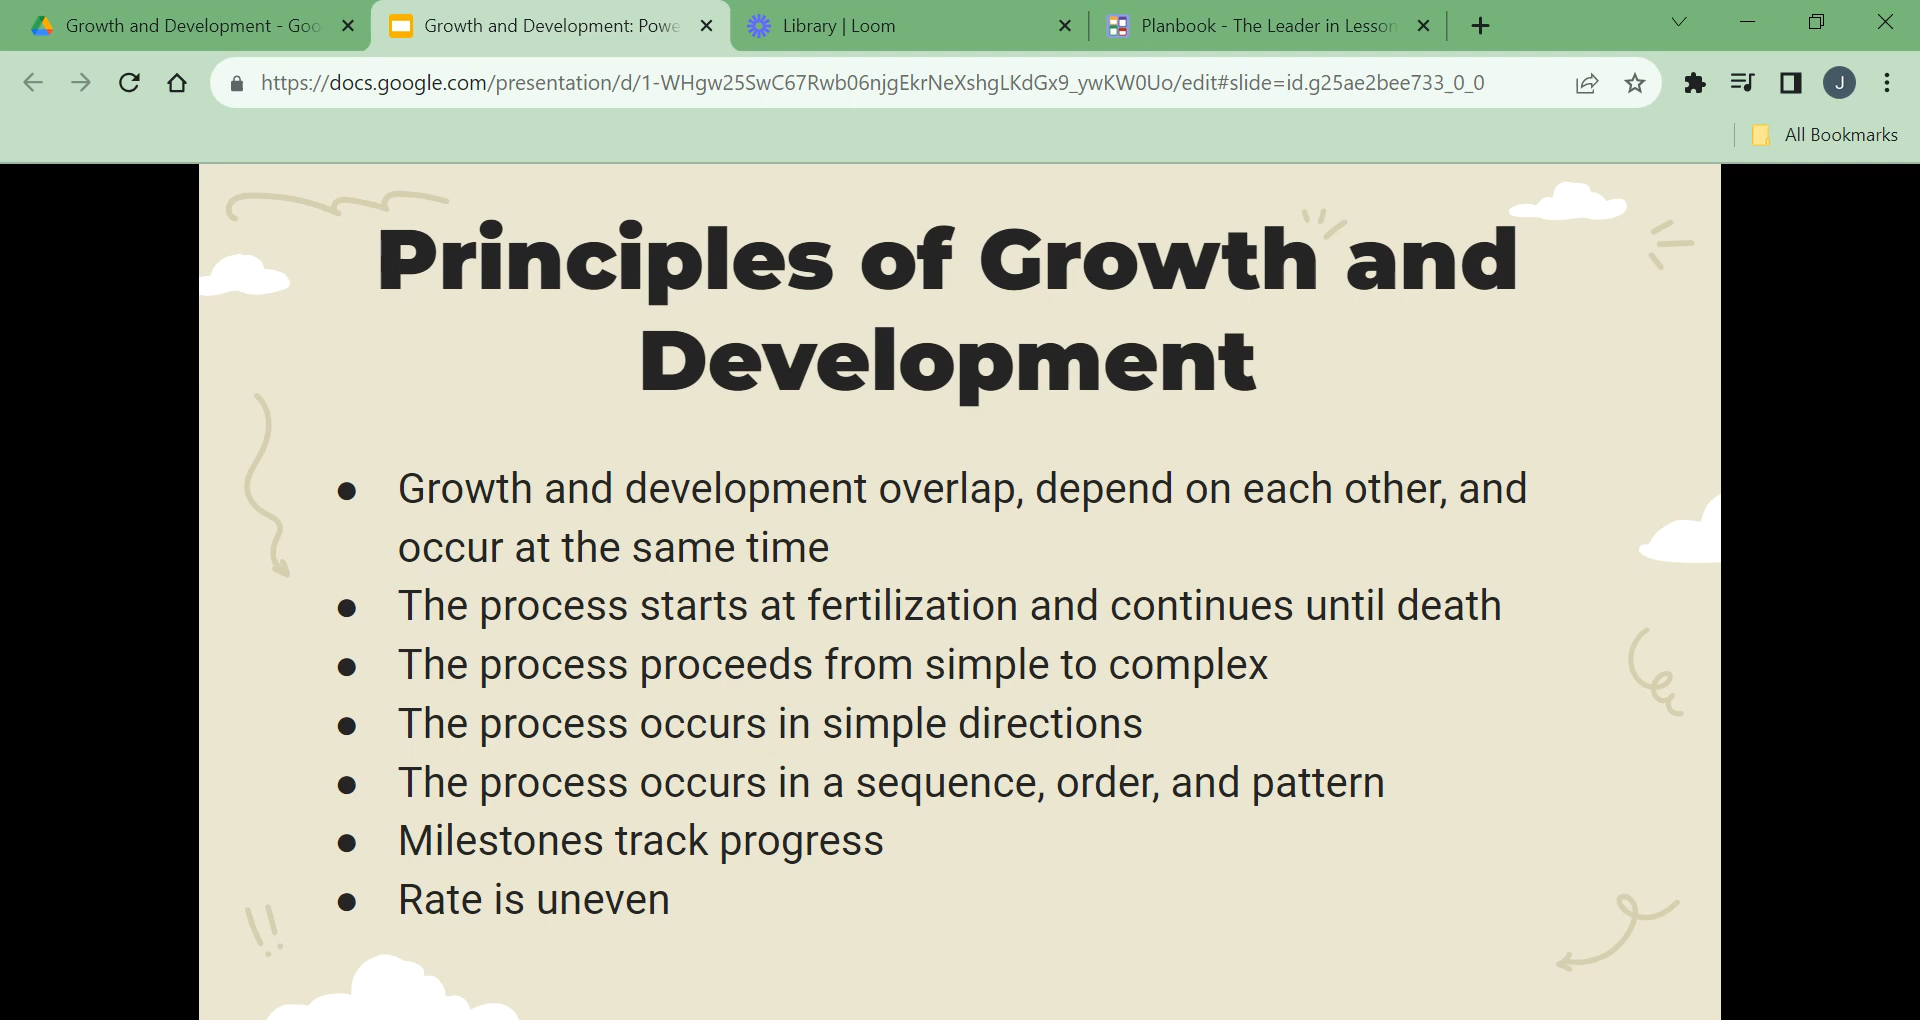 Growth and Development - Goo
Growth and Development: Powe
Library | Loom
Planbook - The Leader in Lesson
https://docs.google.com/presentation/d/1-WHgw25SwC67Rwb06njgEkrNeXshgLKdGx9_ywKW0Uo/edit#slide=id.g25ae2bee733_0_0
J
All Bookmarks
Principles of Growth and
Development
● Growth and development overlap, depend on each other, and
occur at the same time
● The process starts at fertilization and continues until death
● The process proceeds from simple to complex
● The process occurs in simple directions
● The process occurs in a sequence, order, and pattern
● Milestones track progress
● Rate is uneven